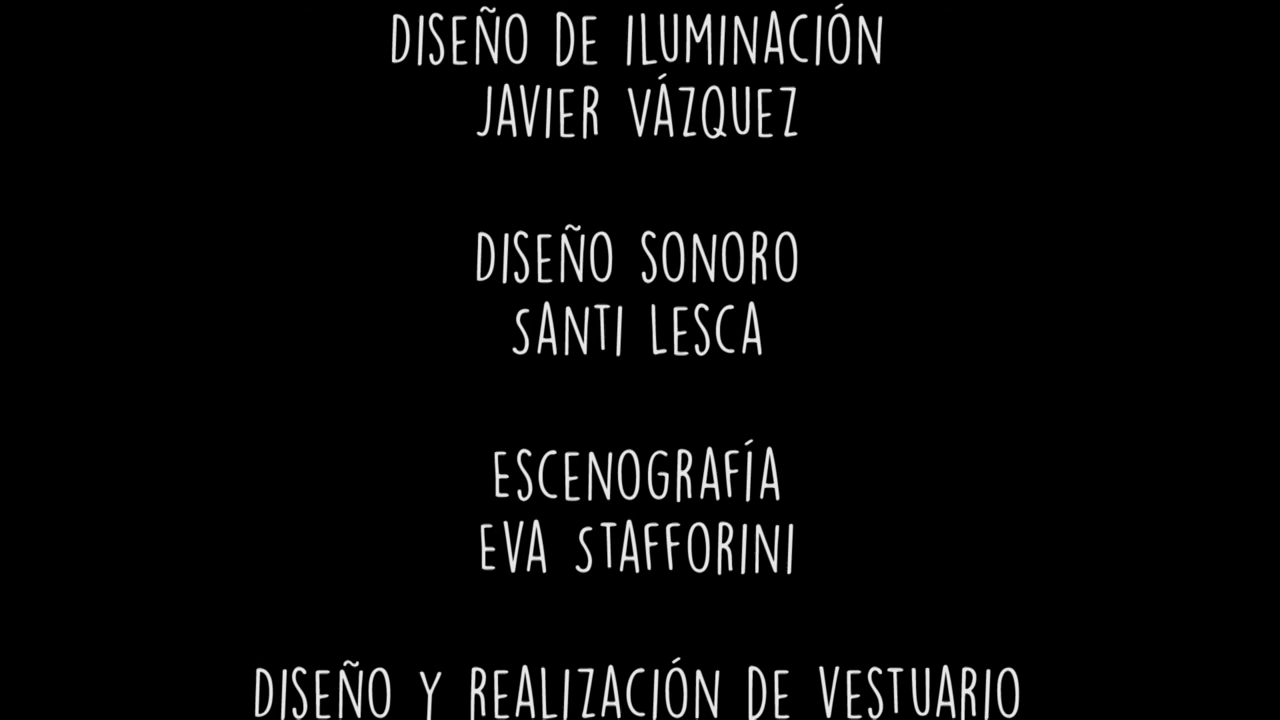 DISEÑO DE ILUMINACIÓN
JAVIER VÁZQUEZ
DISEÑO SONORO
SANTI LESCA
ESCENOGRAFÍA
EVA STAFFORINI
DISEÑO Y REALIZACIÓN DE VESTUARIO